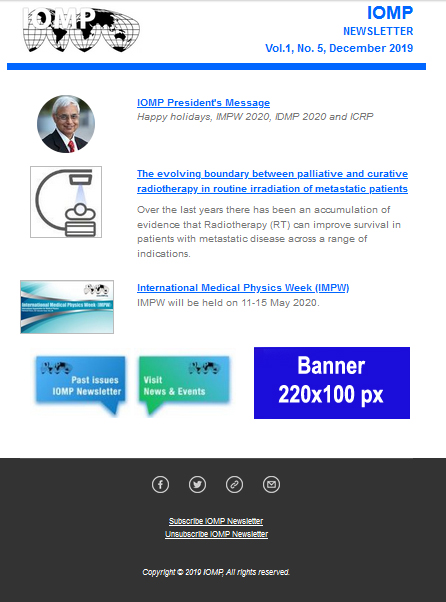 IOMP
IOMP
NEWSLETTER
Vol.1, No. 5, December 2019
IOMP President's Message
Happy holidays, IMPW 2020, IDMP 2020 and ICRP
The evolving boundary between palliative and curative
radiotherapy in routine irradiation of metastatic patients
Over the last years there has been an accumulation of
evidence that Radiotherapy (RT) can improve survival in
patients with metastatic disease across a range of
indications.
International Medical Physics Week (IMPW)
International Medical Physics Week (IMPW)
IMPW will be held on 11-15 May 2020.
Past issues
IOMP Newsletter
Visit
News & Events
Banner
220x100 px
Subscribe IOMP Newsletter
Unsubscribe IOMP Newsletter
Copyright © 2019 IOMP, All rights reserved.